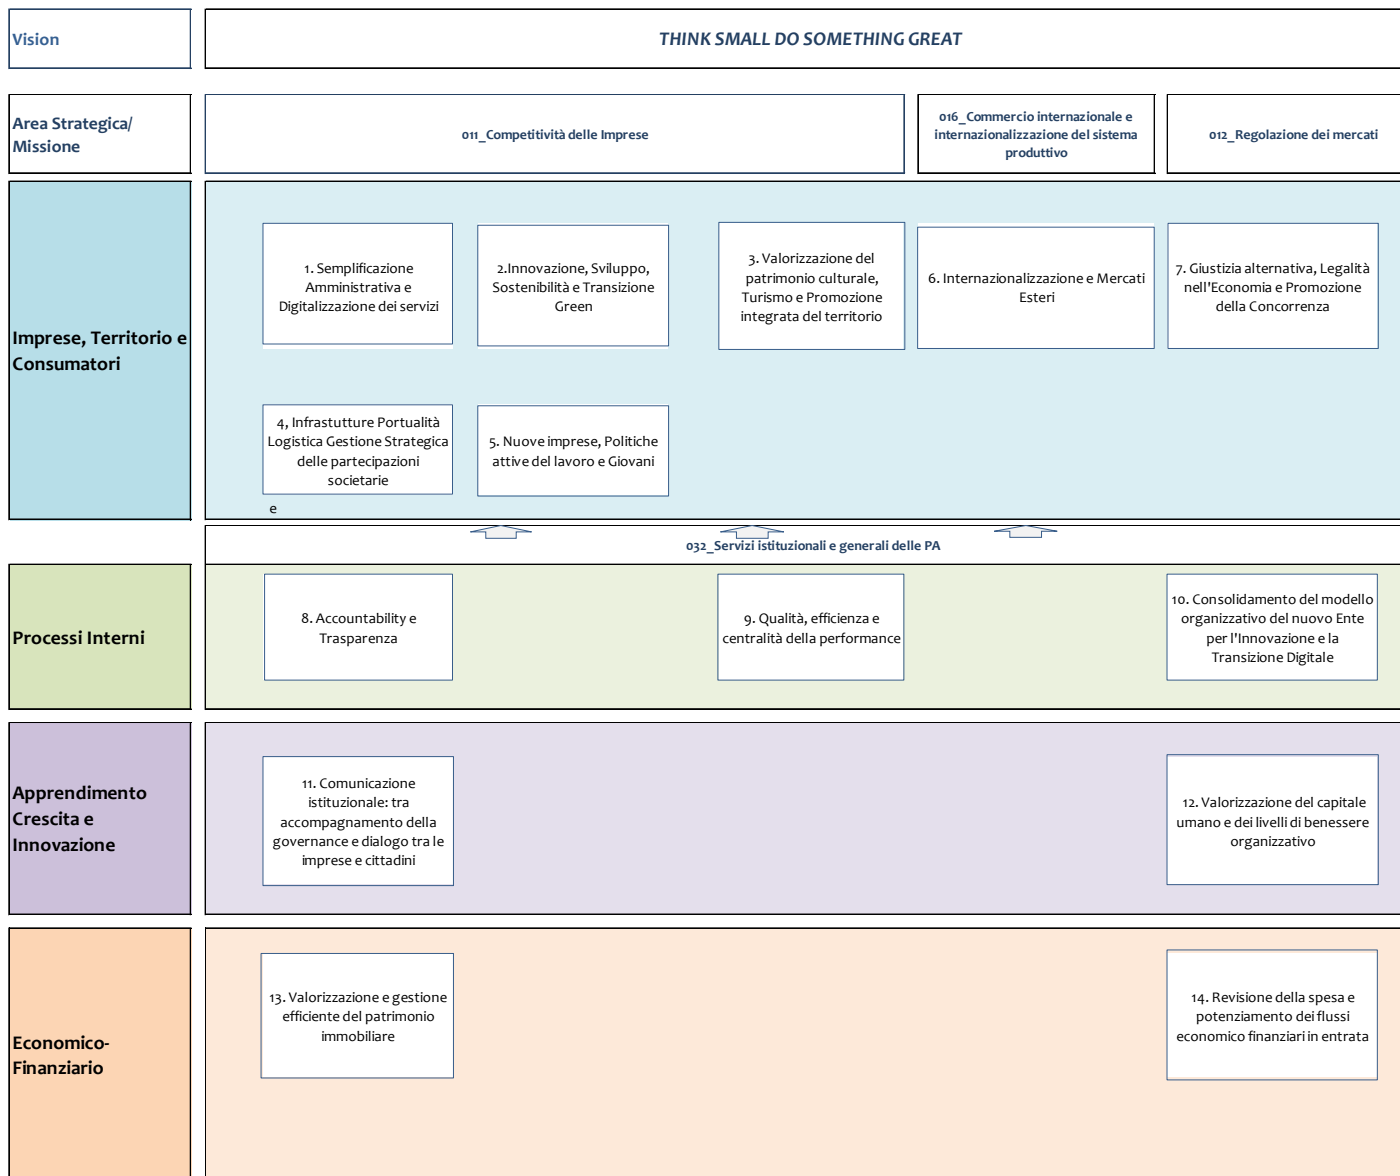 Vision
THINK SMALL DO SOMETHING GREAT
Area Strategica/
Missione
011_Competitività delle Imprese
016_Commercio internazionale e
internazionalizzazione del sistema
produttivo
012_Regolazione dei mercati
Imprese, Territorio e
Consumatori
1. Semplificazione
Amministrativa e
Digitalizzazione dei servizi
2.Innovazione, Sviluppo,
Sostenibilità e Transizione
Green
3. Valorizzazione del
patrimonio culturale,
Turismo e Promozione
integrata del territorio
6. Internazionalizzazione e Mercati
Esteri
7. Giustizia alternativa, Legalità
nell'Economia e Promozione
della Concorrenza
4, Infrastutture Portualità
Logistica Gestione Strategica
delle partecipazioni
societarie
5. Nuove imprese, Politiche
attive del lavoro e Giovani
e
032_Servizi istituzionali e generali delle PA
Processi Interni
8. Accountability e
Trasparenza
9. Qualità, efficienza e
centralità della performance
10. Consolidamento del modello
organizzativo del nuovo Ente
per l'Innovazione e la
Transizione Digitale
Apprendimento
Crescita e
Innovazione
11. Comunicazione
istituzionale: tra
accompagnamento della
governance e dialogo tra le
imprese e cittadini
12. Valorizzazione del capitale
umano e dei livelli di benessere
organizzativo
Economico-
Finanziario
13. Valorizzazione e gestione
efficiente del patrimonio
immobiliare
14. Revisione della spesa e
potenziamento dei flussi
economico finanziari in entrata